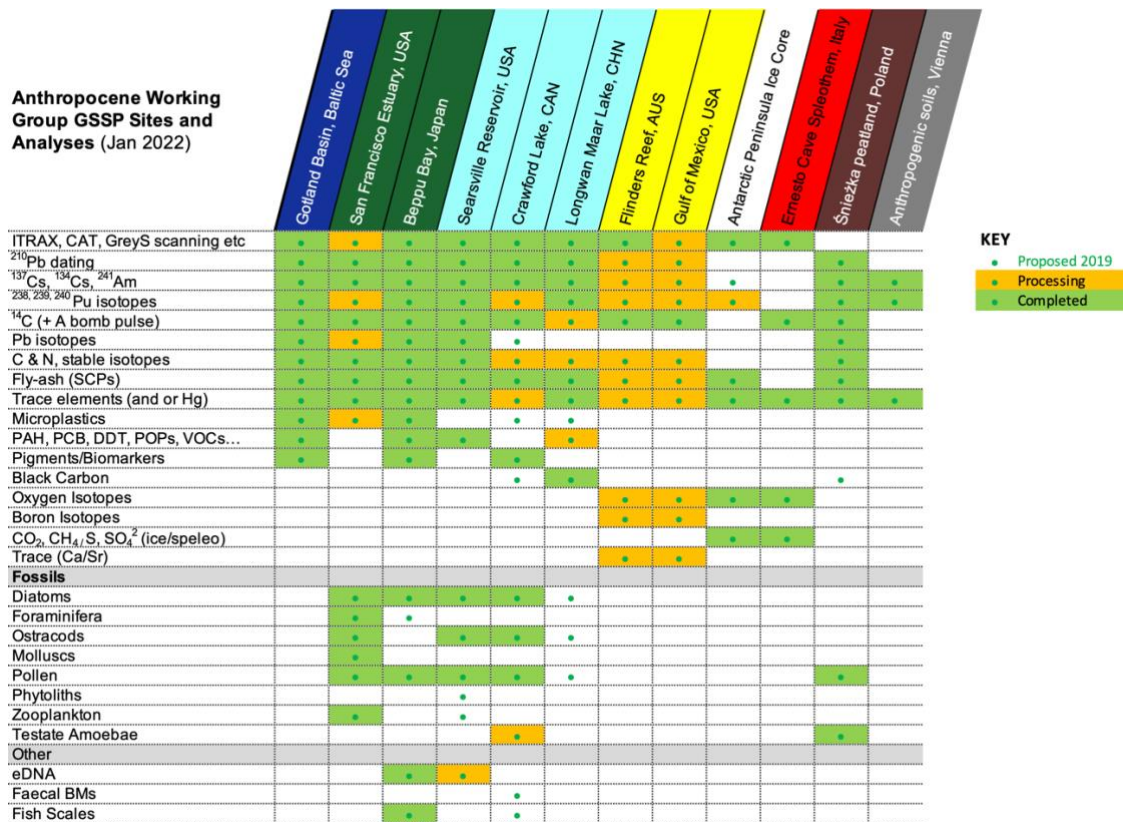 Anthropocene Working
Group GSSP Sites and
Analyses (Jan 2022)
Gotland Basin, Baltic Sea
San Francisco Estuary, USA
Beppu Bay, Japan
Searsville Reservoir, USA
Crawford Lake, CAN
Longwan Maar Lake, CHN
Flinders Reef, AUS
Gulf of Mexico, USA
Antarctic Peninsula Ice Core
Ernesto Cave Spleothem, Italy
Śnieżka peatland, Poland
Anthropogenic soils, Vienna
ITRAX, CAT, GreyS scanning etc
²¹⁰Pb dating
¹³⁷Cs, ¹³⁴Cs, ²⁴¹Am
²³⁸, ²³⁹, ²⁴⁰ Pu isotopes
¹⁴C (+ A bomb pulse)
Pb isotopes
C & N, stable isotopes
Fly-ash (SCPs)
Trace elements (and or Hg)
Microplastics
PAH, PCB, DDT, POPs, VOCs...
Pigments/Biomarkers
Black Carbon
Oxygen Isotopes
Boron Isotopes
CO₂, CH₄/ S, SO₄² (ice/speleo)
Trace (Ca/Sr)
Fossils
Diatoms
Foraminifera
Ostracods
Molluscs
Pollen
Phytoliths
Zooplankton
Testate Amoebae
Other
eDNA
Faecal BMs
Fish Scales
KEY
Proposed 2019
Processing
Completed